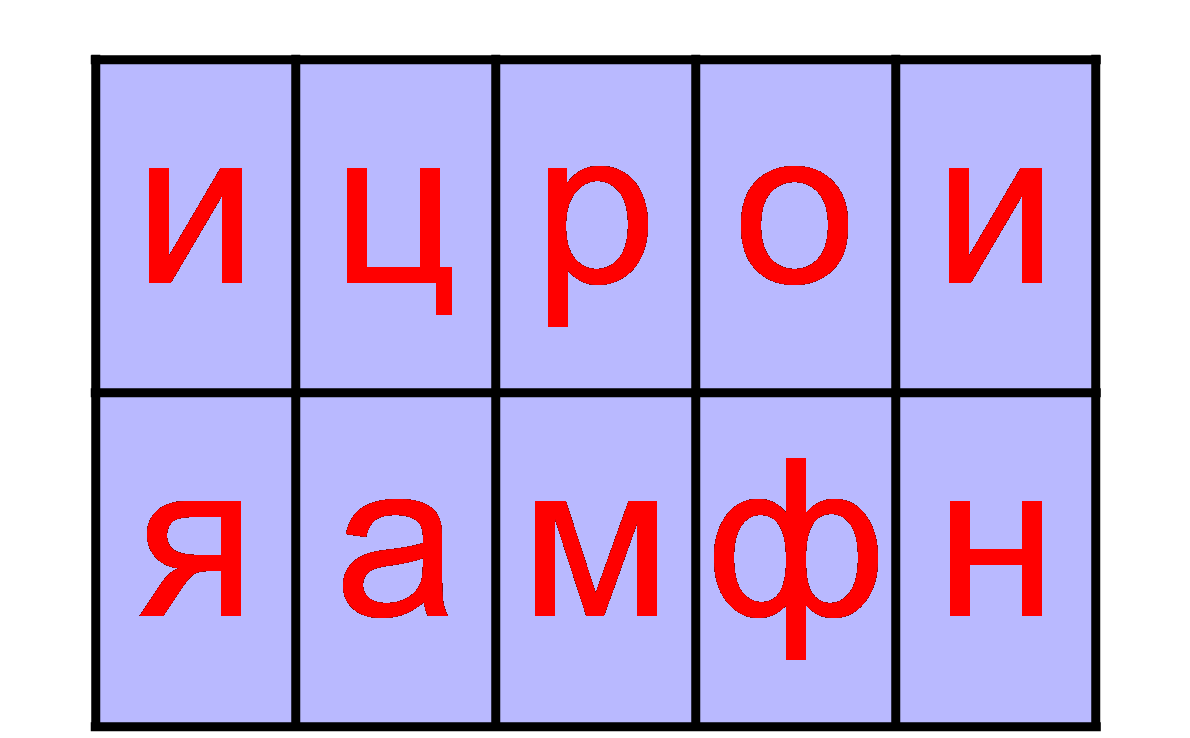 и ц р о и
я а м ф н